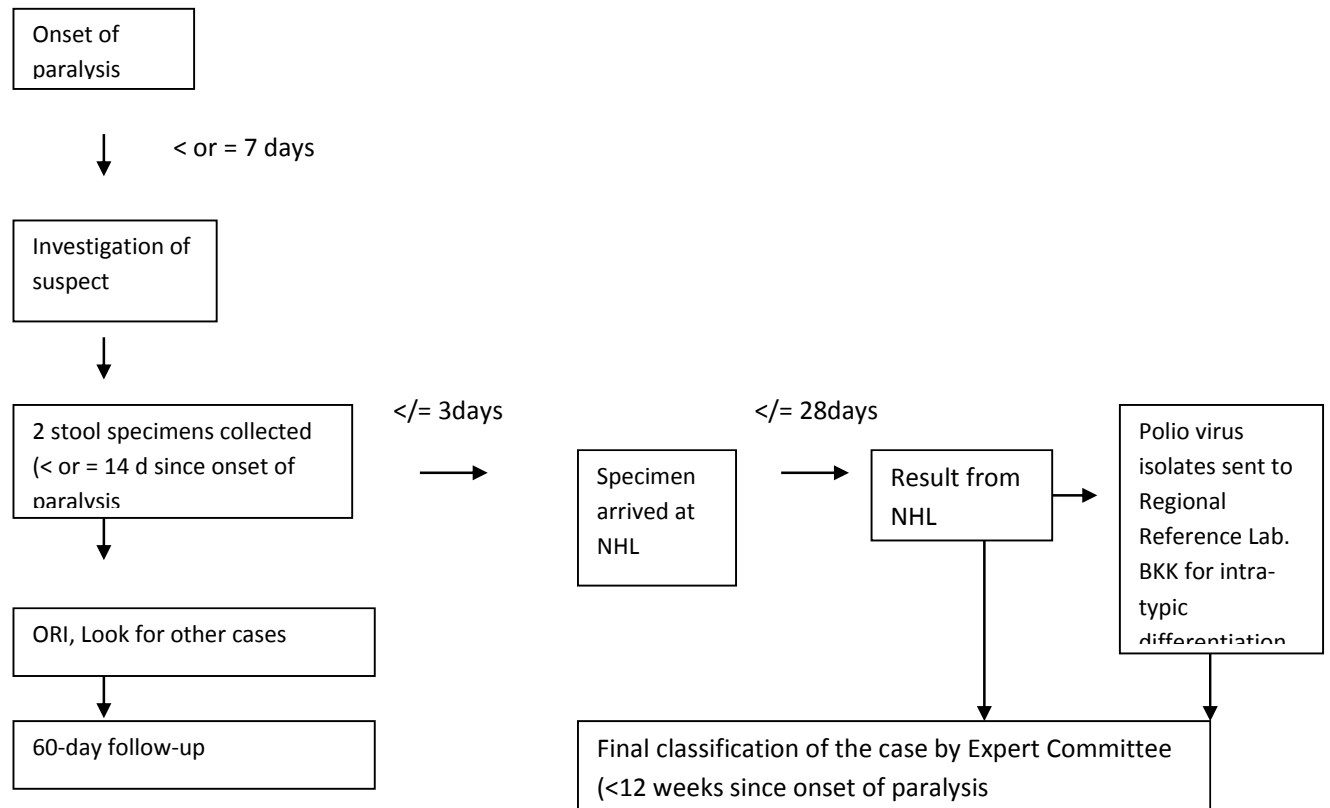 Onset of
paralysis
< or = 7 days
Investigation of
suspect
2 stool specimens collected
(< or = 14 d since onset of
paralysis
</= 3days
Specimen
arrived at
NHL
</= 28days
Result from
NHL
Polio virus
isolates sent to
Regional
Reference Lab.
BKK for intra-
typic
differentiation
ORI, Look for other cases
60-day follow-up
Final classification of the case by Expert Committee
(<12 weeks since onset of paralysis